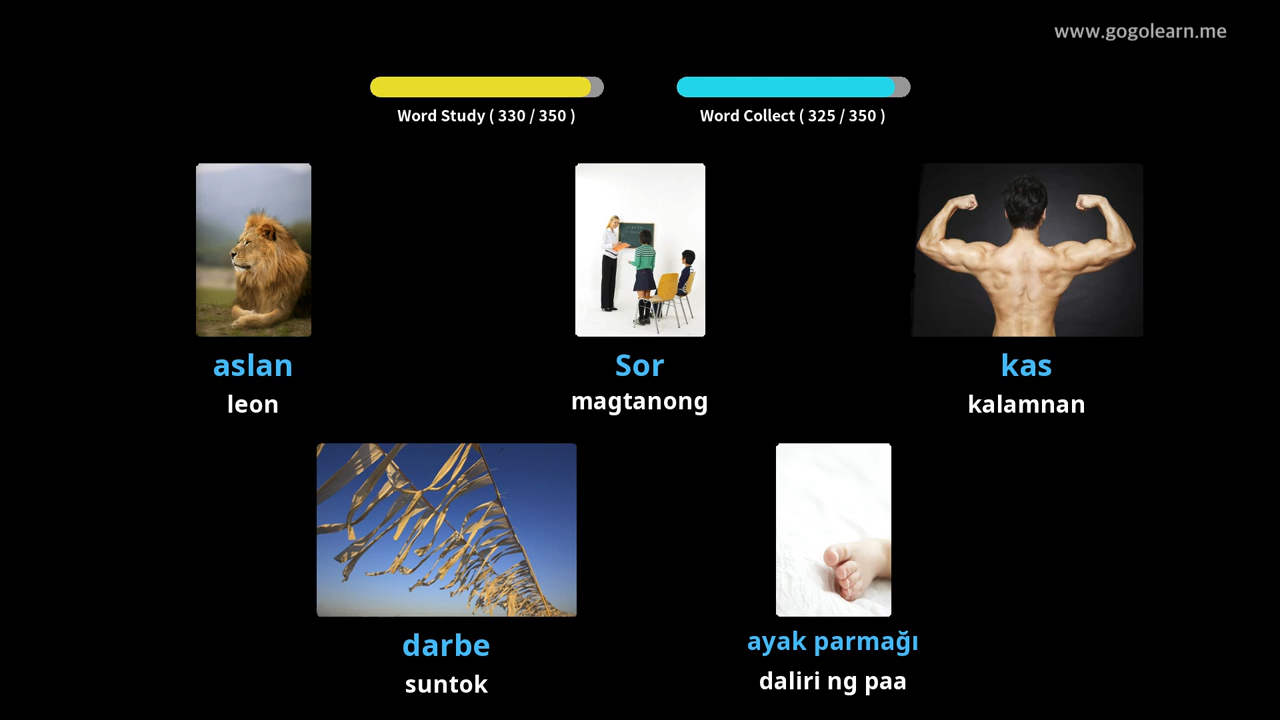 www.gogolearn.me
Word Study ( 330 / 350 )
Word Collect ( 325 / 350 )
aslan
leon
Sor
magtanong
kas
kalamnan
darbe
suntok
ayak parmağı
daliri ng paa